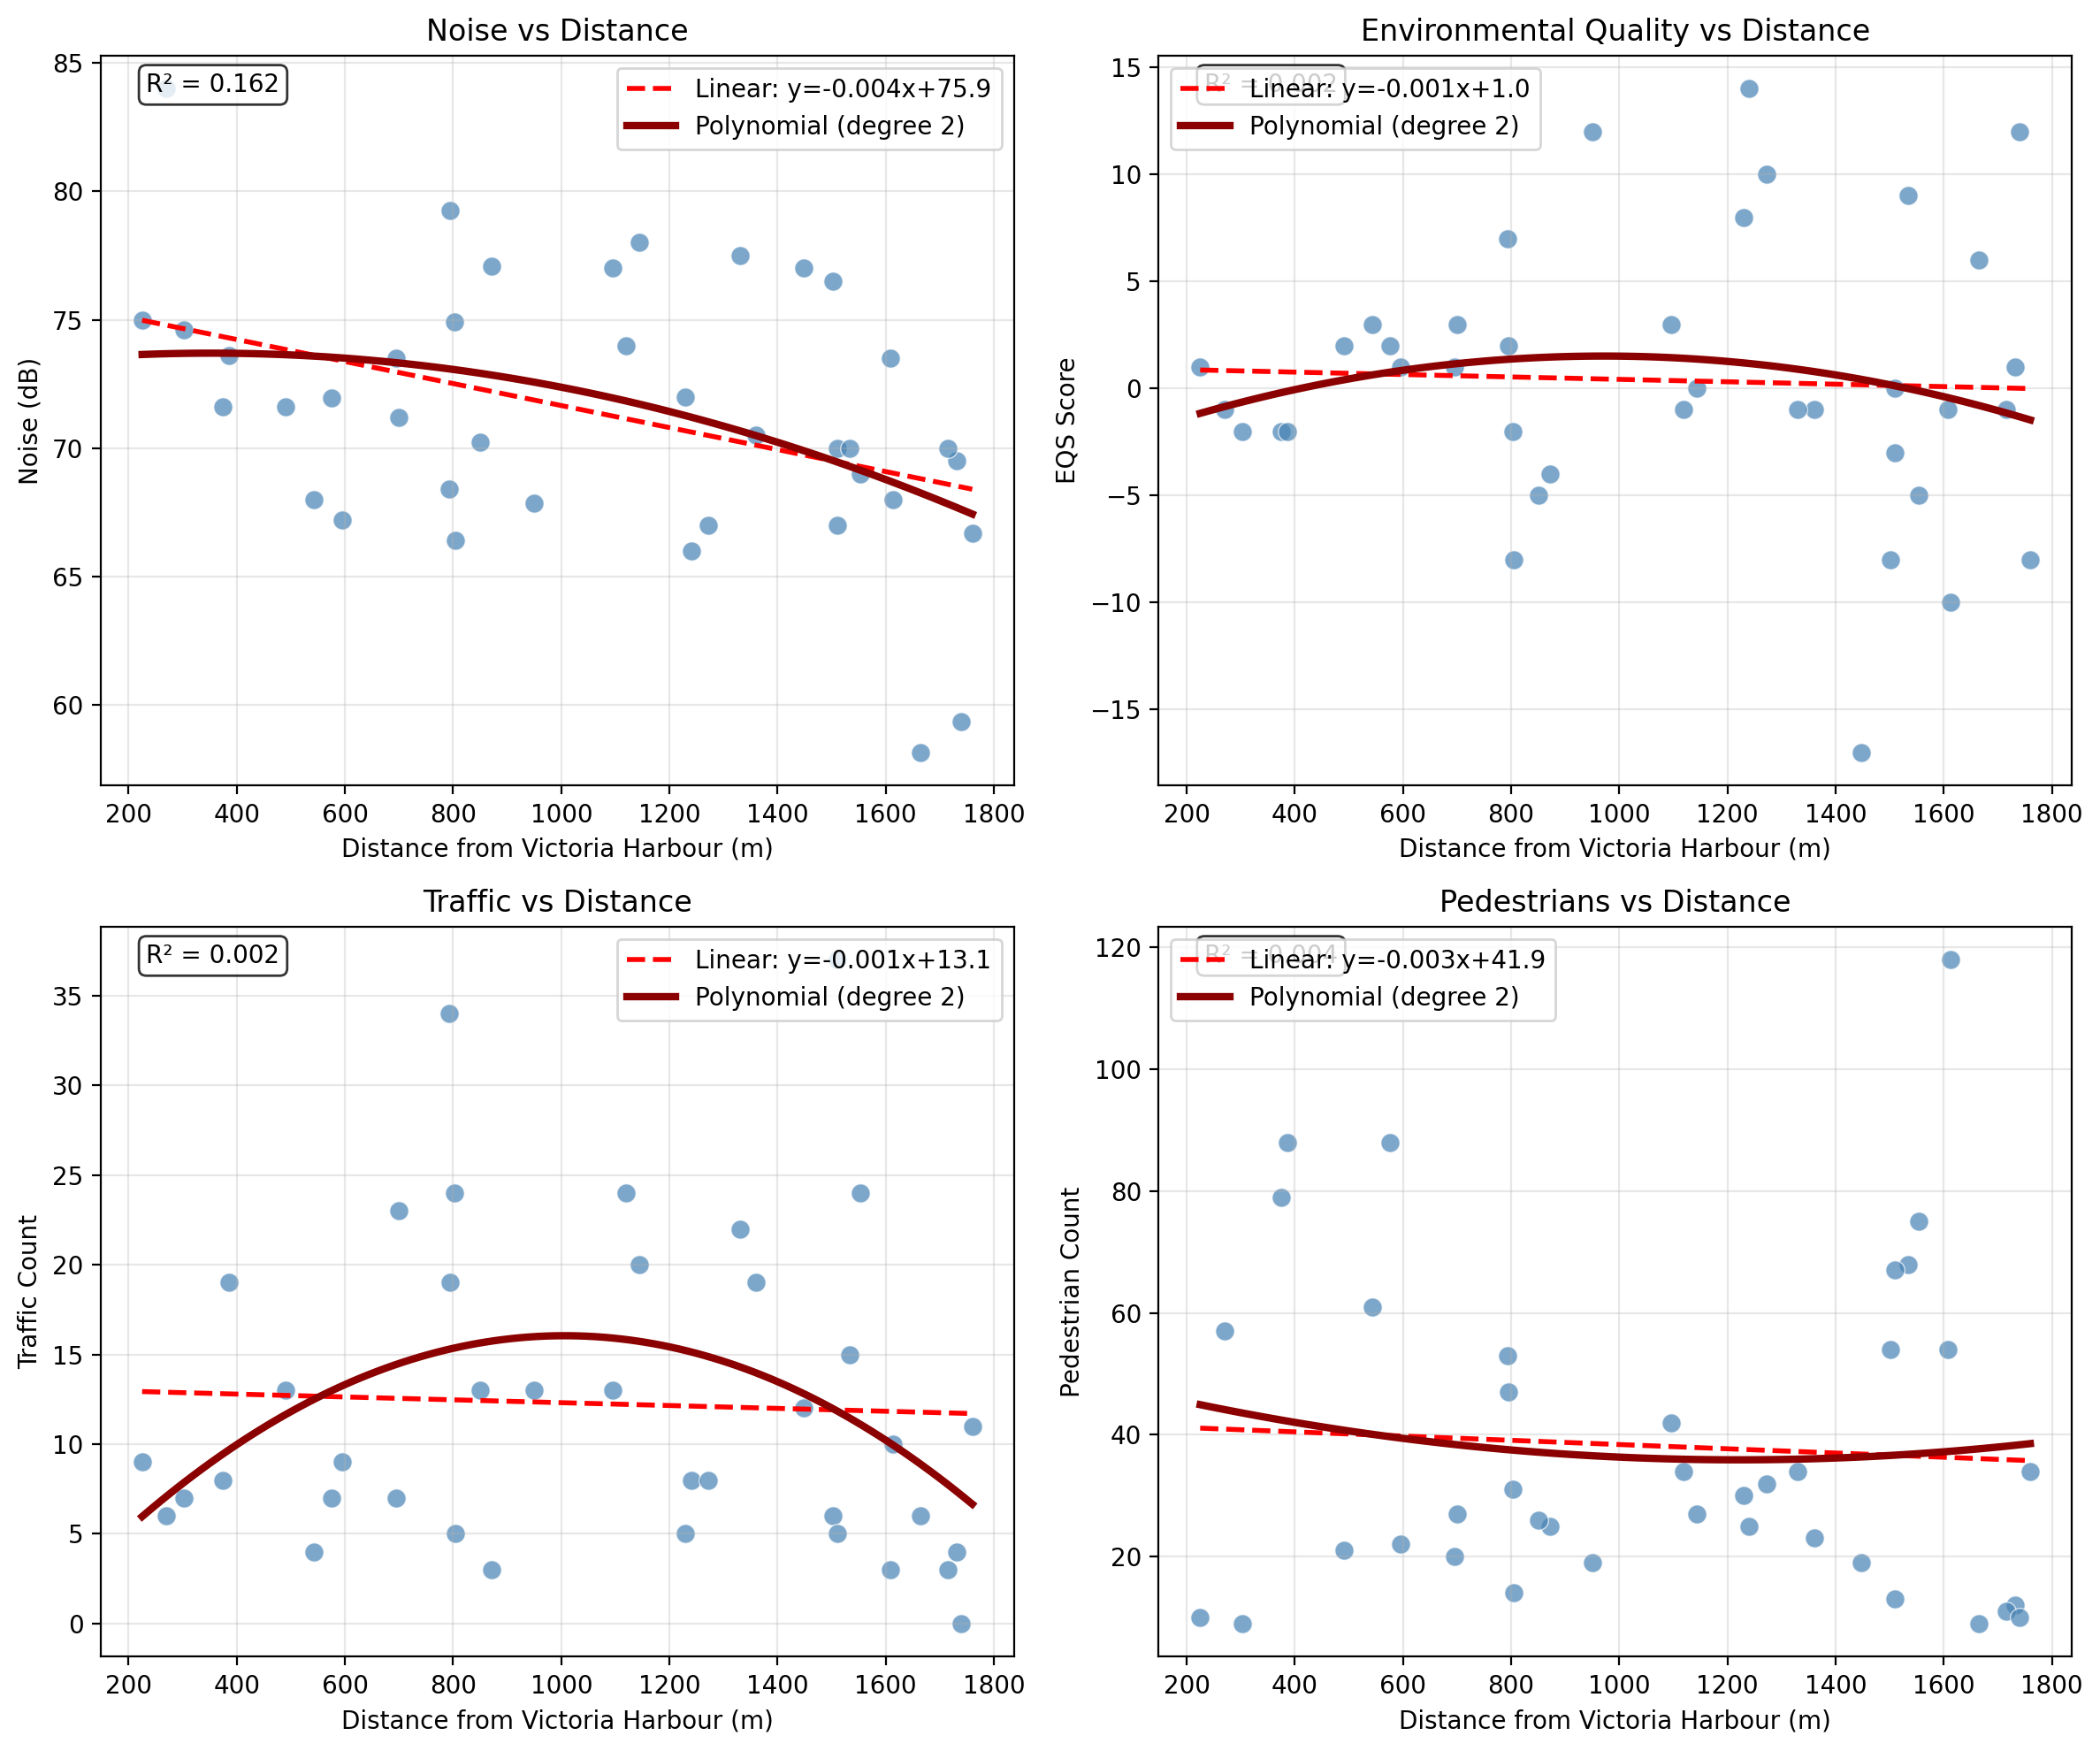 Noise vs Distance
R² = 0.162
Linear: y=-0.004x+75.9
Polynomial (degree 2)
85
80
75
70
65
60
Noise (dB)
200 400 600 800 1000 1200 1400 1600 1800
Distance from Victoria Harbour (m)
Environmental Quality vs Distance
R² = 0.002
Linear: y=-0.001x+1.0
Polynomial (degree 2)
15
10
5
0
−5
−10
−15
EQS Score
200 400 600 800 1000 1200 1400 1600 1800
Distance from Victoria Harbour (m)
Traffic vs Distance
R² = 0.002
Linear: y=-0.001x+13.1
Polynomial (degree 2)
35
30
25
20
15
10
5
0
Traffic Count
200 400 600 800 1000 1200 1400 1600 1800
Distance from Victoria Harbour (m)
Pedestrians vs Distance
R² = 0.004
Linear: y=-0.003x+41.9
Polynomial (degree 2)
120
100
80
60
40
20
Pedestrian Count
200 400 600 800 1000 1200 1400 1600 1800
Distance from Victoria Harbour (m)